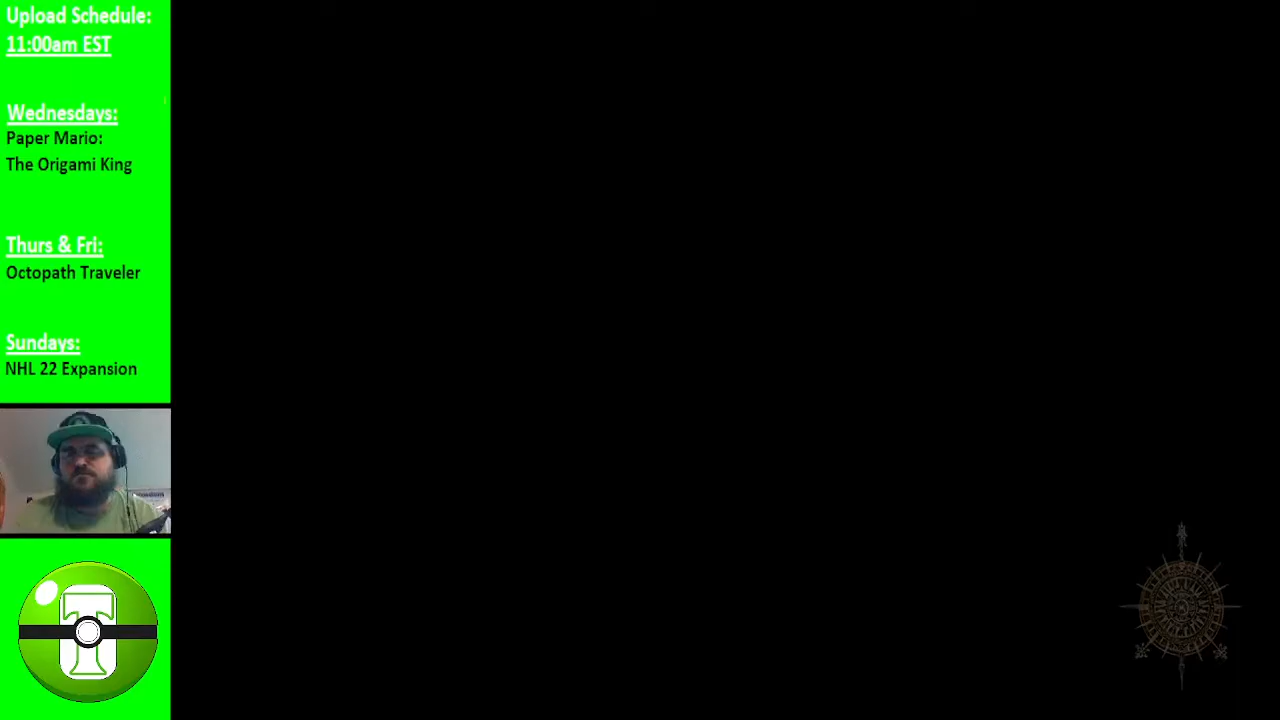 Upload Schedule:
11:00am EST
Wednesdays:
Paper Mario:
The Origami King
Thurs & Fri:
Octopath Traveler
Sundays:
NHL 22 Expansion
T